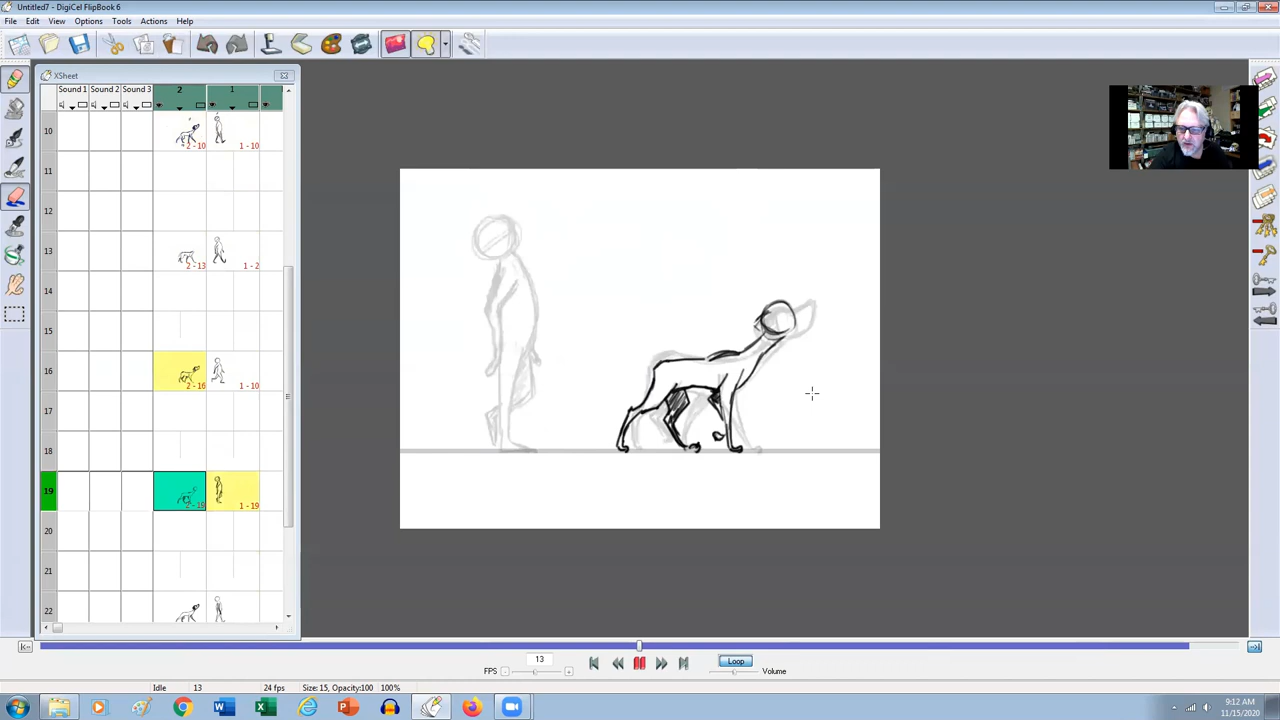 Untitled7 - DigiCel FlipBook 6
File Edit View Options Tools Actions Help
XSheet
Sound 1 Sound 2 Sound 3 2 1
10 2 - 10 1 - 10
11
12
13 2 - 13 1 - 2
14
15
16 2 - 16 1 - 10
17
18
19 2 - 19 1 - 19
20
21
22
FPS - 13 + Loop Volume
Idle 13 24 fps Size: 15, Opacity:100 100%
9:12 AM
11/15/2020